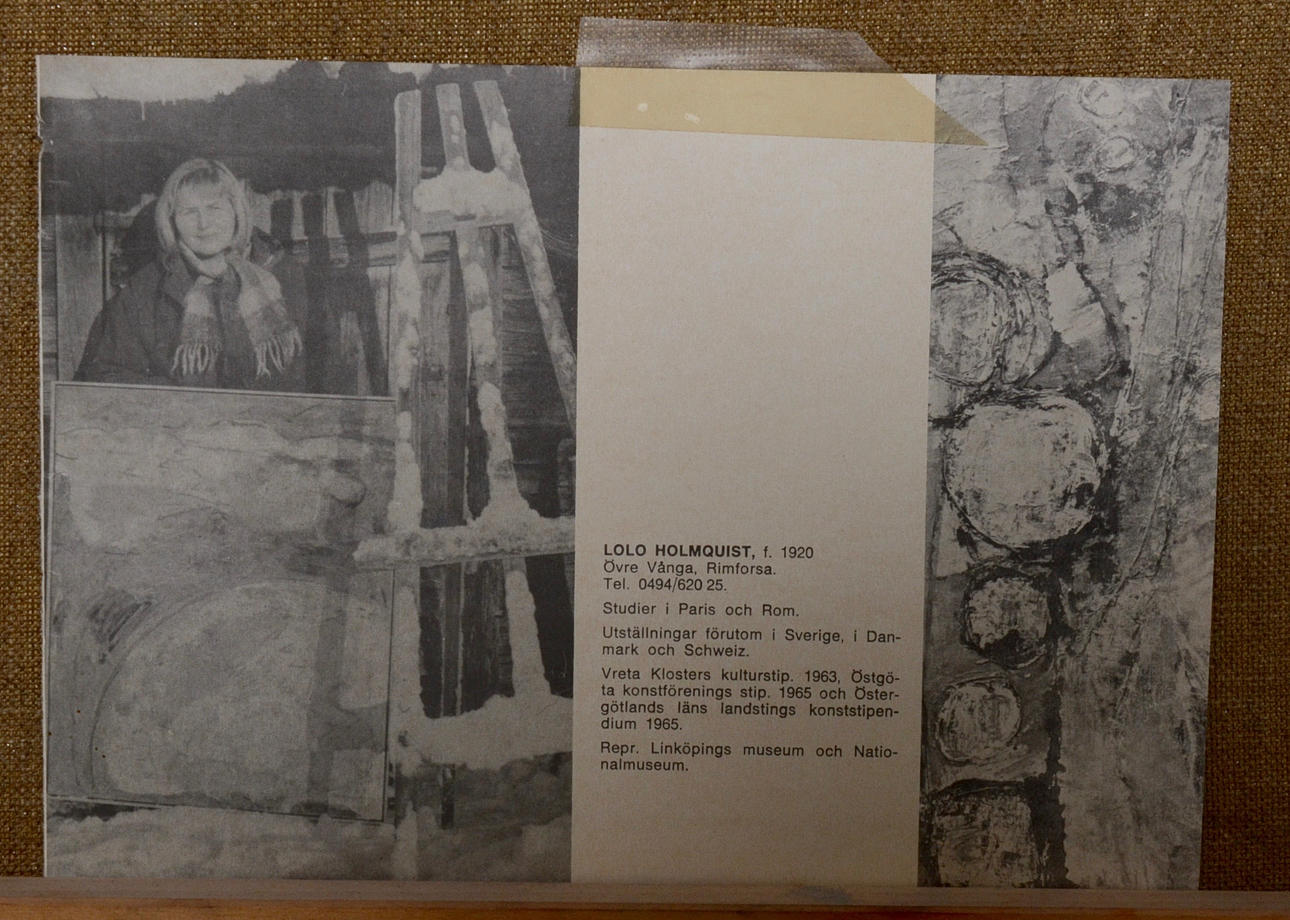 LOLO HOLMQUIST, f. 1920
Övre Vånga, Rimforsa.
Tel. 0494/620 25.
Studier i Paris och Rom.
Utställningar förutom i Sverige, i Dan-
mark och Schweiz.
Vreta Klosters kulturstip. 1963, Östgö-
ta konstförenings stip. 1965 och Öster-
götlands läns landstings konststipen-
dium 1965.
Repr. Linköpings museum och Natio-
nalmuseum.